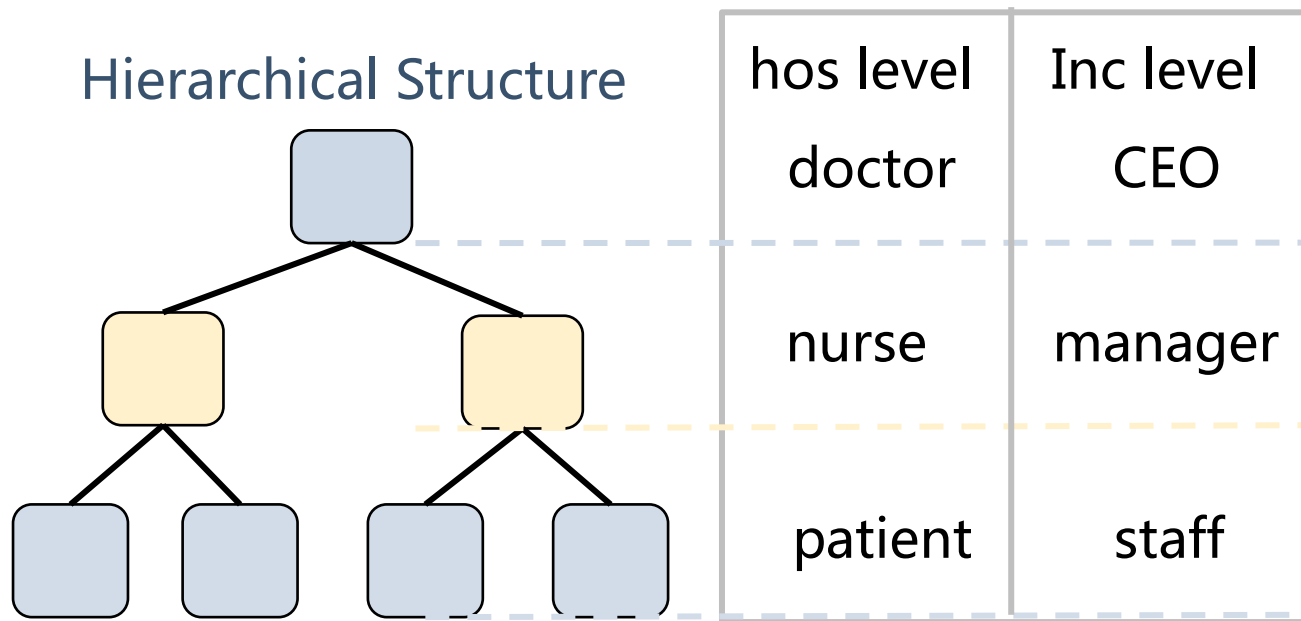 Hierarchical Structure
hos level Inc level
doctor CEO
nurse manager
patient staff